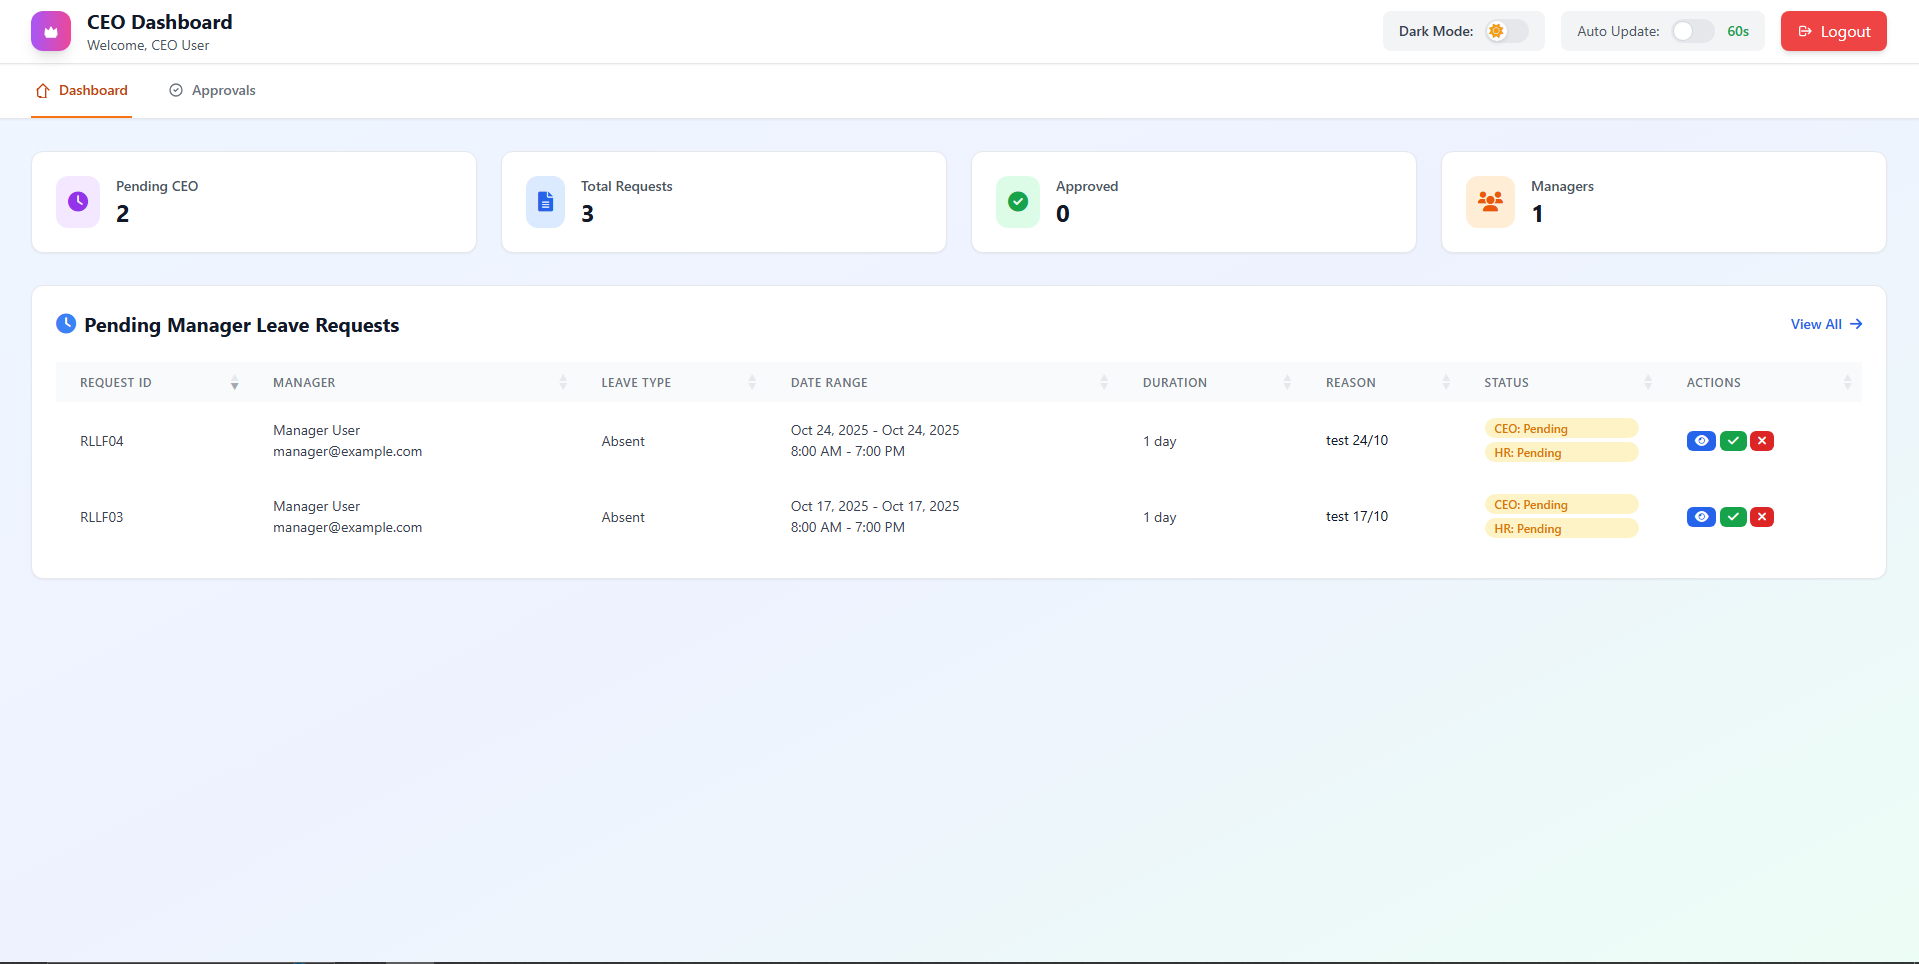 CEO Dashboard
Welcome, CEO User
Dark Mode:
Auto Update:
60s
Logout
Dashboard
Approvals
Pending CEO
2
Total Requests
3
Approved
0
Managers
1
Pending Manager Leave Requests
View All
REQUEST ID
MANAGER
LEAVE TYPE
DATE RANGE
DURATION
REASON
STATUS
ACTIONS
RLLF04
Manager User
manager@example.com
Absent
Oct 24, 2025 - Oct 24, 2025
8:00 AM - 7:00 PM
1 day
test 24/10
CEO: Pending
HR: Pending
RLLF03
Manager User
manager@example.com
Absent
Oct 17, 2025 - Oct 17, 2025
8:00 AM - 7:00 PM
1 day
test 17/10
CEO: Pending
HR: Pending